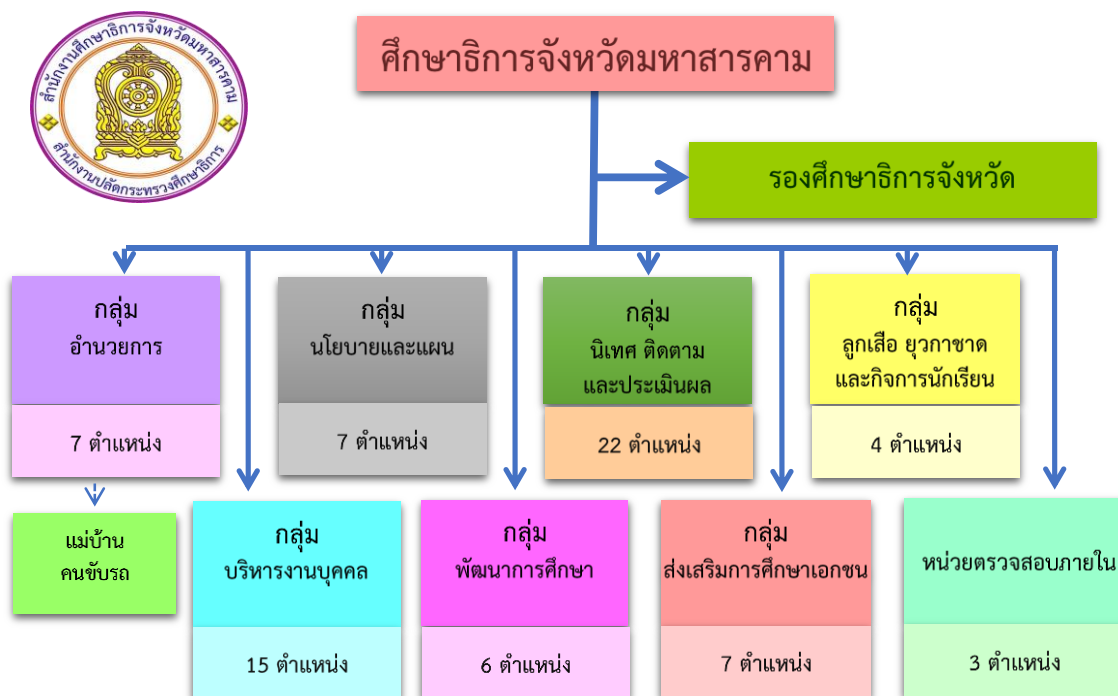 สำนักงานศึกษาธิการจังหวัดมหาสารคาม
สำนักงานปลัดกระทรวงศึกษาธิการ
ศึกษาธิการจังหวัดมหาสารคาม
รองศึกษาธิการจังหวัด
กลุ่ม
อำนวยการ
7 ตำแหน่ง
กลุ่ม
นโยบายและแผน
7 ตำแหน่ง
กลุ่ม
นิเทศ ติดตาม
และประเมินผล
22 ตำแหน่ง
กลุ่ม
ลูกเสือ ยุวกาชาด
และกิจการนักเรียน
4 ตำแหน่ง
แม่บ้าน
คนขับรถ
กลุ่ม
บริหารงานบุคคล
15 ตำแหน่ง
กลุ่ม
พัฒนาการศึกษา
6 ตำแหน่ง
กลุ่ม
ส่งเสริมการศึกษาเอกชน
7 ตำแหน่ง
หน่วยตรวจสอบภายใน
3 ตำแหน่ง